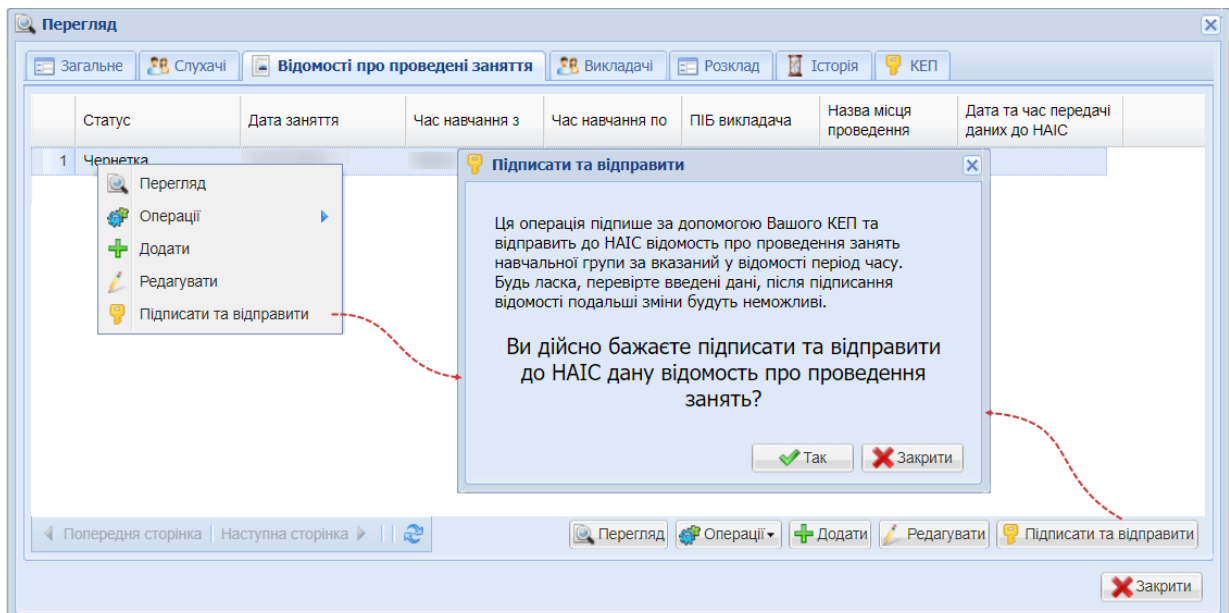 Перегляд
Загальне Слухачі Відомості про проведені заняття Викладачі Розклад Історія КЕП
Статус Дата заняття Час навчання з Час навчання по ПІБ викладача Назва місця проведення Дата та час передачі даних до НАІС
1 Чернетка
Перегляд
Операції
Додати
Редагувати
Підписати та відправити
Підписати та відправити
Ця операція підпише за допомогою Вашого КЕП та
відправить до НАІС відомость про проведення занять
навчальної групи за вказаний у відомості період часу.
Будь ласка, перевірте введені дані, після підписання
відомості подальші зміни будуть неможливі.
Ви дійсно бажаєте підписати та відправити
до НАІС дану відомость про проведення
занять?
Так Закрити
Попередня сторінка Наступна сторінка Перегляд Операції Додати Редагувати Підписати та відправити
Закрити